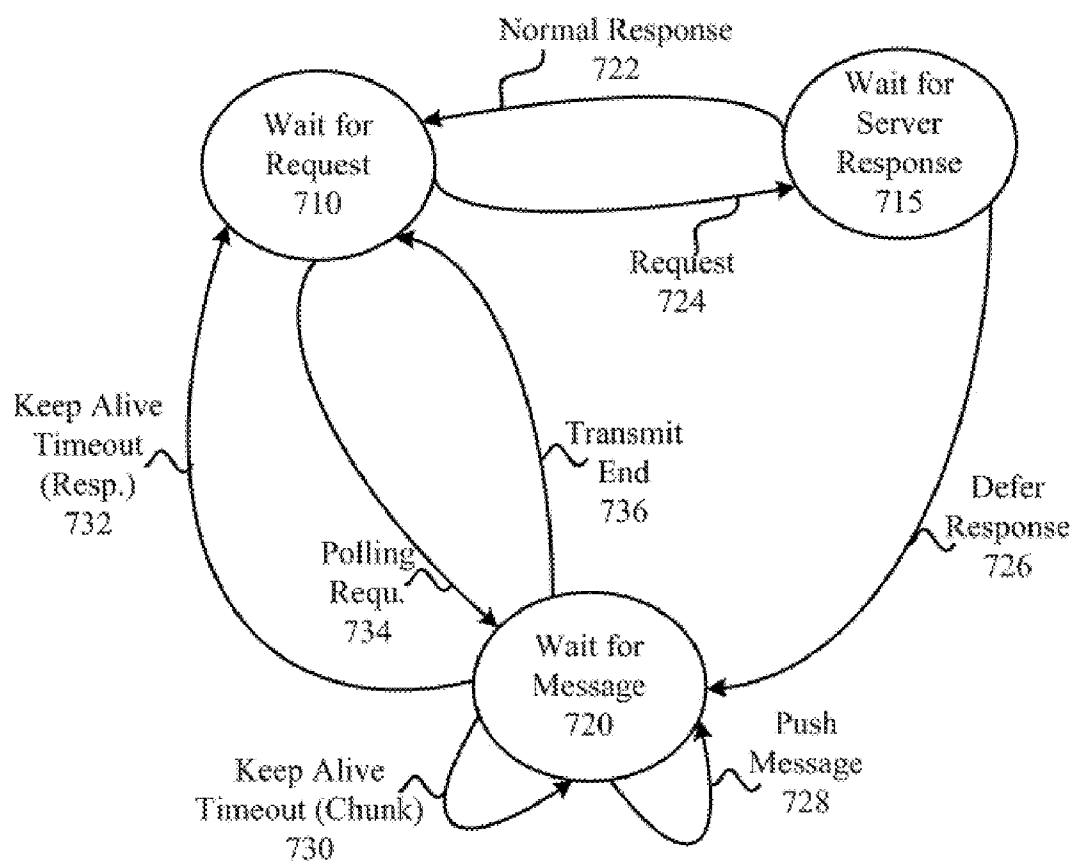 Normal Response
722
Wait for
Request
710
Wait for
Server
Response
715
Request
724
Keep Alive
Timeout
(Resp.)
732
Transmit
End
736
Defer
Response
726
Polling
Requ.
734
Wait for
Message
720
Push
Message
728
Keep Alive
Timeout (Chunk)
730